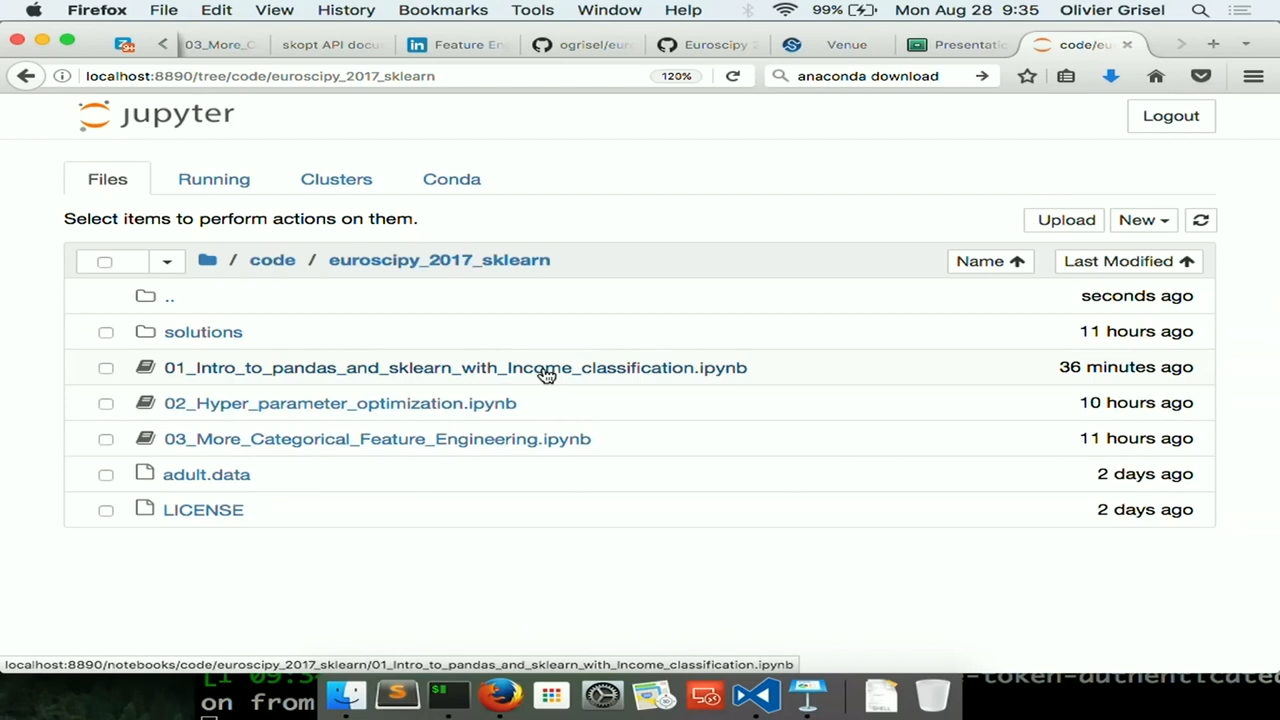 Firefox File Edit View History Bookmarks Tools Window Help 99% Mon Aug 28 9:35 Olivier Grisel
03_More_C skopt API docu Feature En ogrisel/eur Euroscipy Venue Presentati code/eu
localhost:8890/tree/code/euroscipy_2017_sklearn 120% anaconda download
jupyter Logout
Files Running Clusters Conda
Select items to perform actions on them. Upload New
/ code / euroscipy_2017_sklearn Name Last Modified
.. seconds ago
solutions 11 hours ago
01_Intro_to_pandas_and_sklearn_with_Income_classification.ipynb 36 minutes ago
02_Hyper_parameter_optimization.ipynb 10 hours ago
03_More_Categorical_Feature_Engineering.ipynb 11 hours ago
adult.data 2 days ago
LICENSE 2 days ago
localhost:8890/notebooks/code/euroscipy_2017_sklearn/01_Intro_to_pandas_and_sklearn_with_Income_classification.ipynb
-token-authenticated
on from